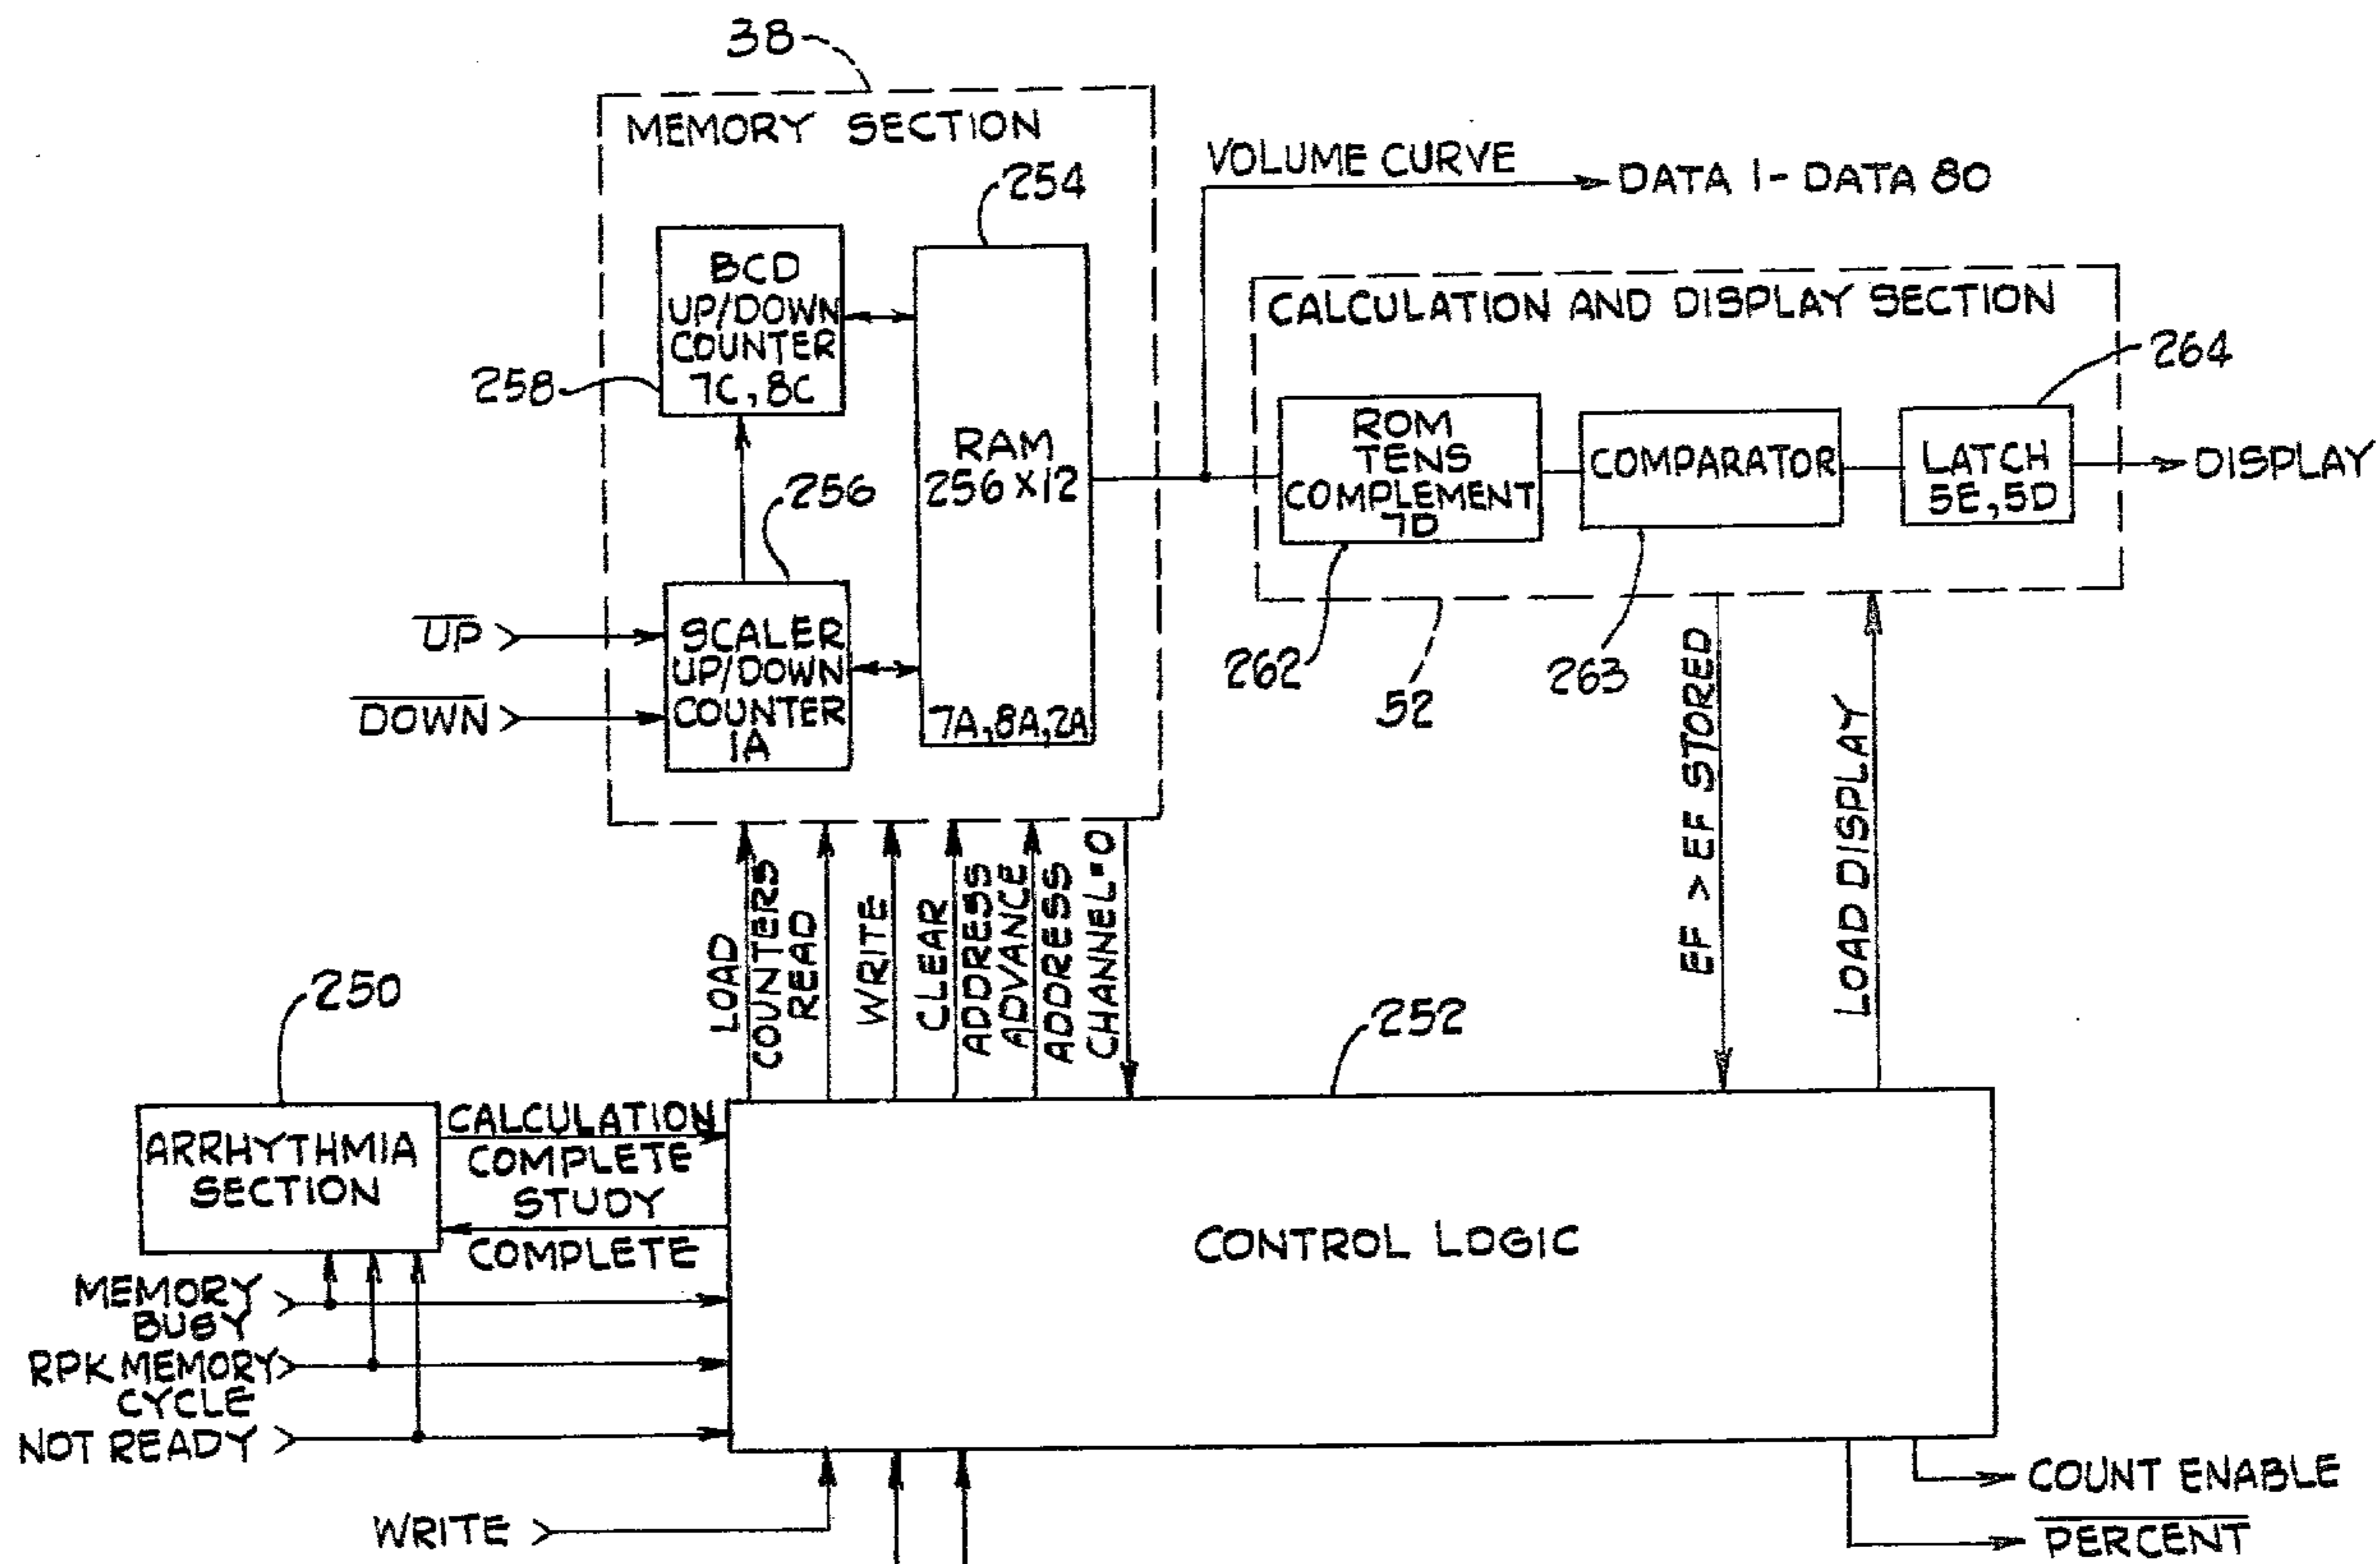 38
MEMORY SECTION
254
VOLUME CURVE
DATA 1 - DATA 80
BCD
UP/DOWN
COUNTER
7C, 8C
258
RAM
256 X 12
7A, 8A, 2A
256
SCALER
UP/DOWN
COUNTER
1A
UP
DOWN
CALCULATION AND DISPLAY SECTION
264
ROM
TENS
COMPLEMENT
7D
COMPARATOR
LATCH
5E, 5D
DISPLAY
262
52
263
LOAD
COUNTERS
READ
WRITE
CLEAR
ADDRESS
ADVANCE
ADDRESS
CHANNEL=0
EF > EF STORED
LOAD DISPLAY
250
252
ARRHYTHMIA
SECTION
CALCULATION
COMPLETE
STUDY
COMPLETE
CONTROL LOGIC
MEMORY
BUSY
RPK MEMORY
CYCLE
NOT READY
WRITE
COUNT ENABLE
PERCENT